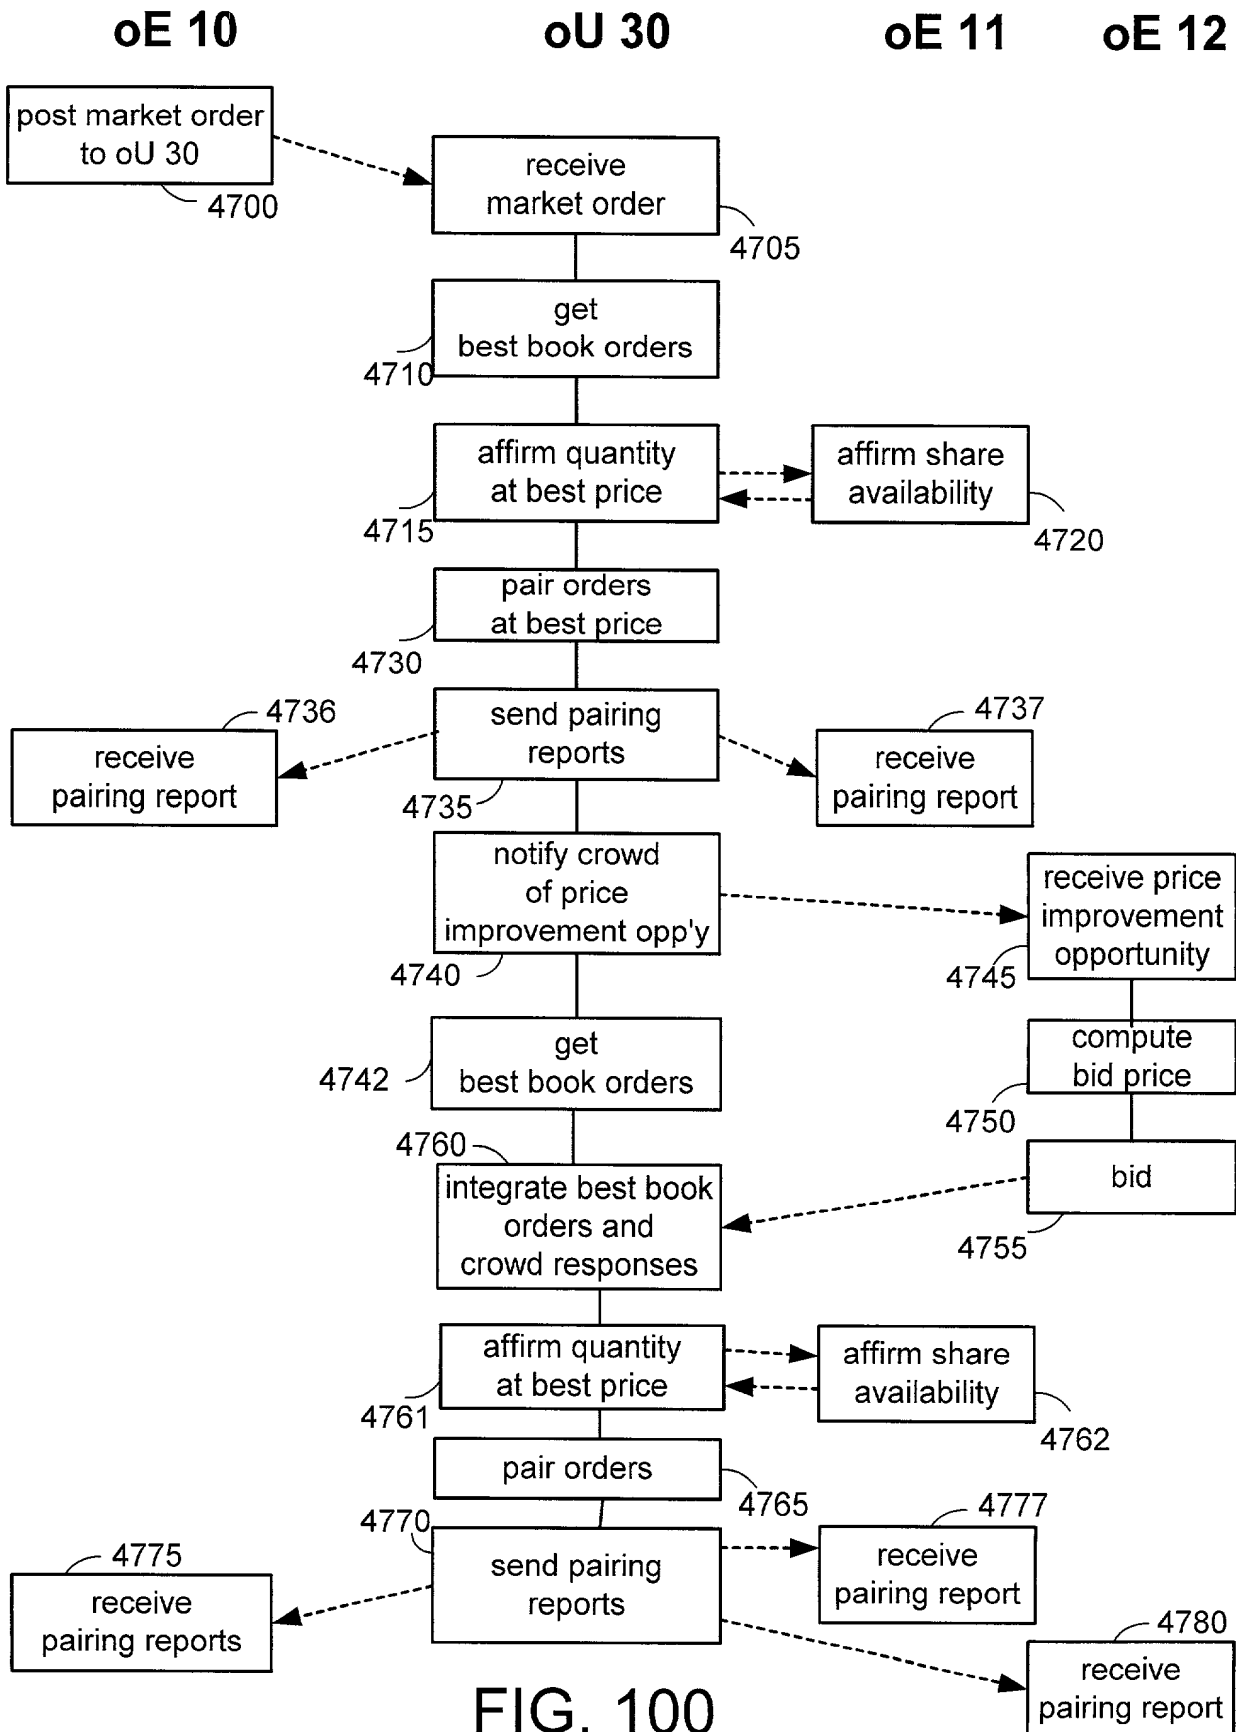 oE 10
oU 30
oE 11
oE 12
post market order
to oU 30
4700
receive
market order
4705
get
best book orders
4710
affirm quantity
at best price
4715
affirm share
availability
4720
pair orders
at best price
4730
4736
receive
pairing report
send pairing
reports
4735
4737
receive
pairing report
notify crowd
of price
improvement opp'y
4740
receive price
improvement
opportunity
4745
get
best book orders
4742
compute
bid price
4750
4760
integrate best book
orders and
crowd responses
bid
4755
affirm quantity
at best price
4761
affirm share
availability
4762
pair orders
4765
4770
send pairing
reports
4777
receive
pairing report
4775
receive
pairing reports
4780
receive
pairing report
FIG. 100